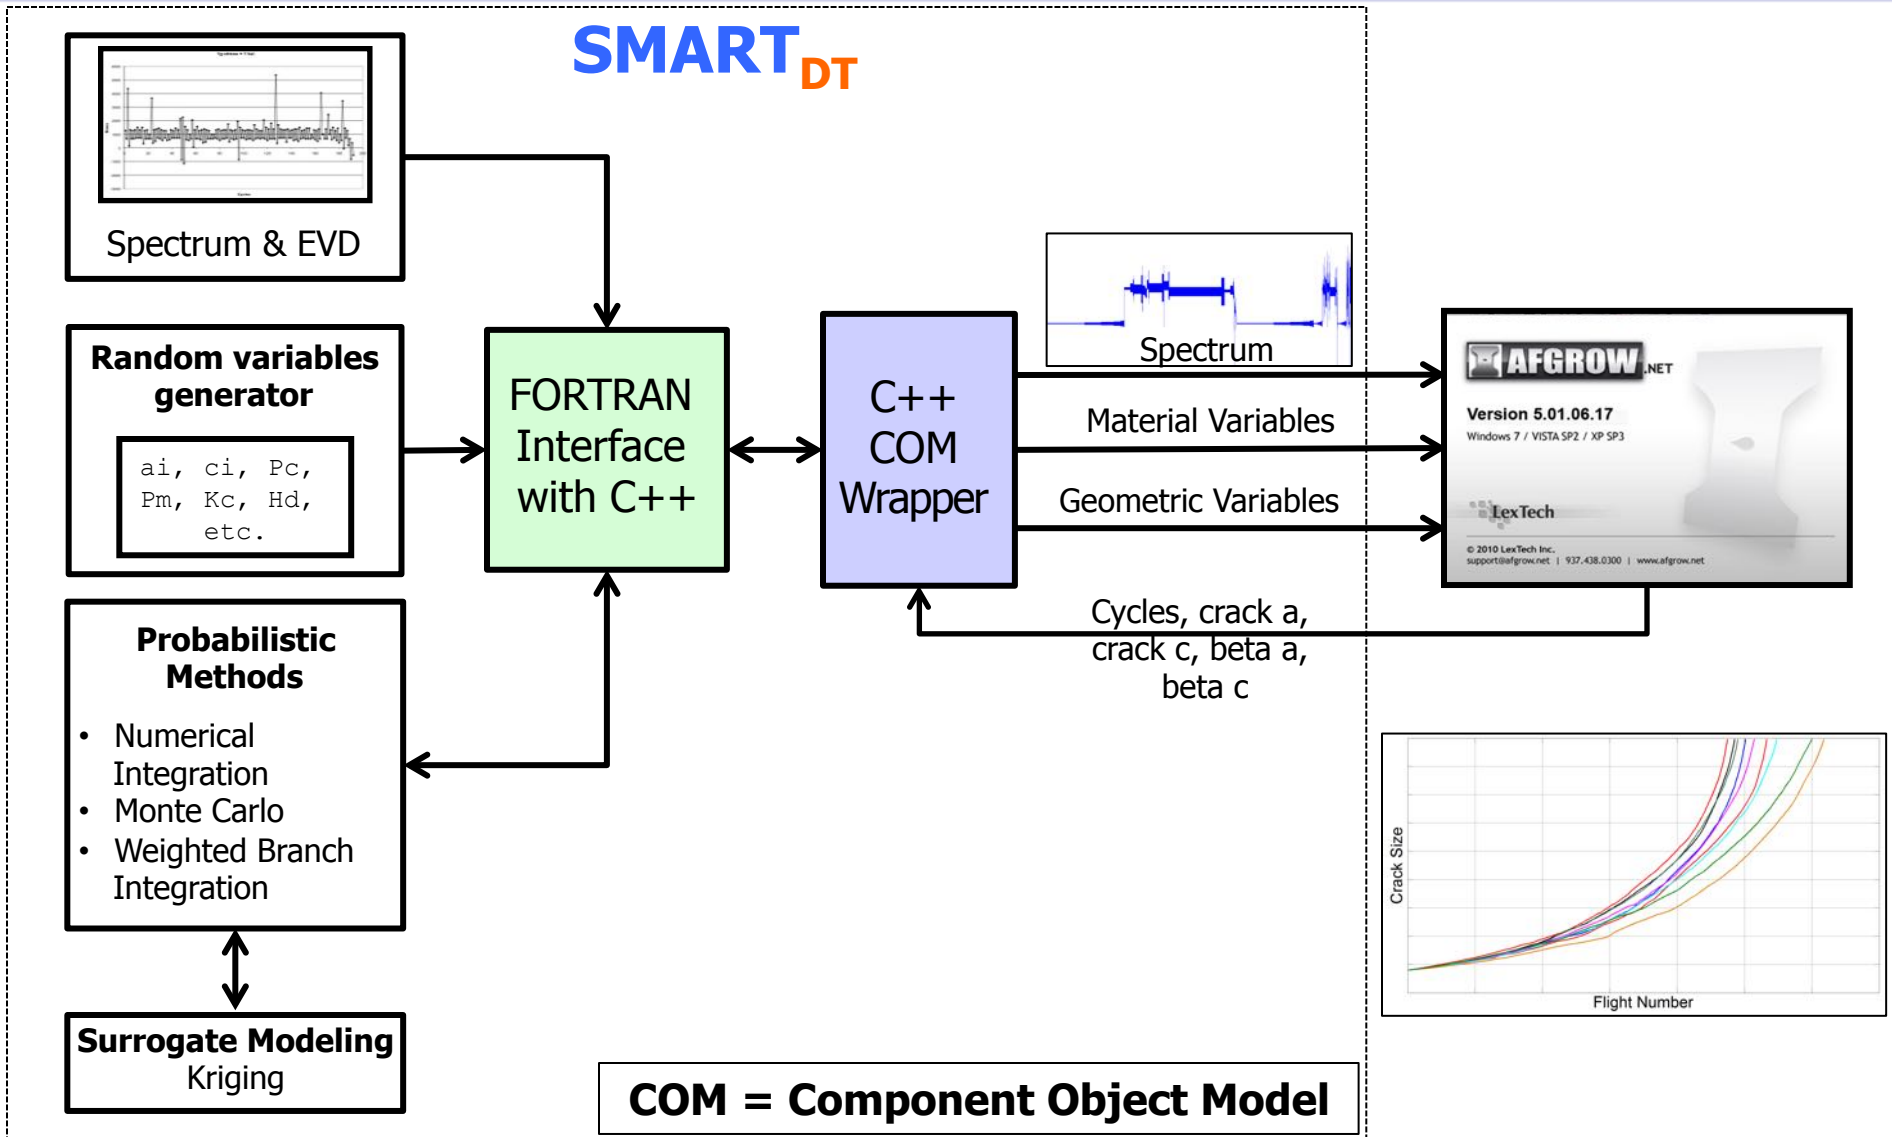 SMART DT
Spectrum & EVD
Random variables
generator
ai, ci, Pc,
Pm, Kc, Hd,
etc.
Probabilistic
Methods
• Numerical
Integration
• Monte Carlo
• Weighted Branch
Integration
Surrogate Modeling
Kriging
FORTRAN
Interface
with C++
C++
COM
Wrapper
Spectrum
Material Variables
Geometric Variables
Cycles, crack a,
crack c, beta a,
beta c
AFGROW.NET
Version 5.01.06.17
Windows 7 / VISTA SP2 / XP SP3
LexTech
© 2010 LexTech Inc.
support@afgrow.net | 937.438.0300 | www.afgrow.net
Crack Size
Flight Number
COM = Component Object Model